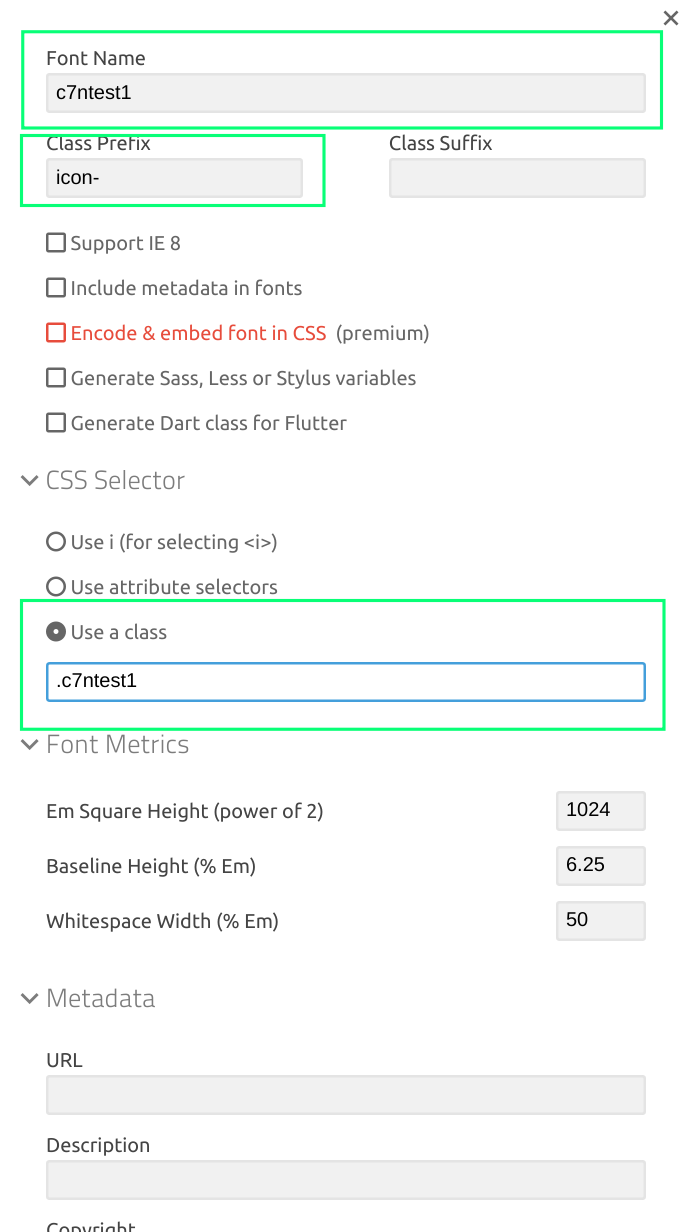 Font Name
c7ntest1
Class Prefix
Class Suffix
icon-
Support IE 8
Include metadata in fonts
Encode & embed font in CSS (premium)
Generate Sass, Less or Stylus variables
Generate Dart class for Flutter
CSS Selector
Use i (for selecting <i>)
Use attribute selectors
Use a class
.c7ntest1
Font Metrics
Em Square Height (power of 2)
1024
Baseline Height (% Em)
6.25
Whitespace Width (% Em)
50
Metadata
URL
Description
Copyright